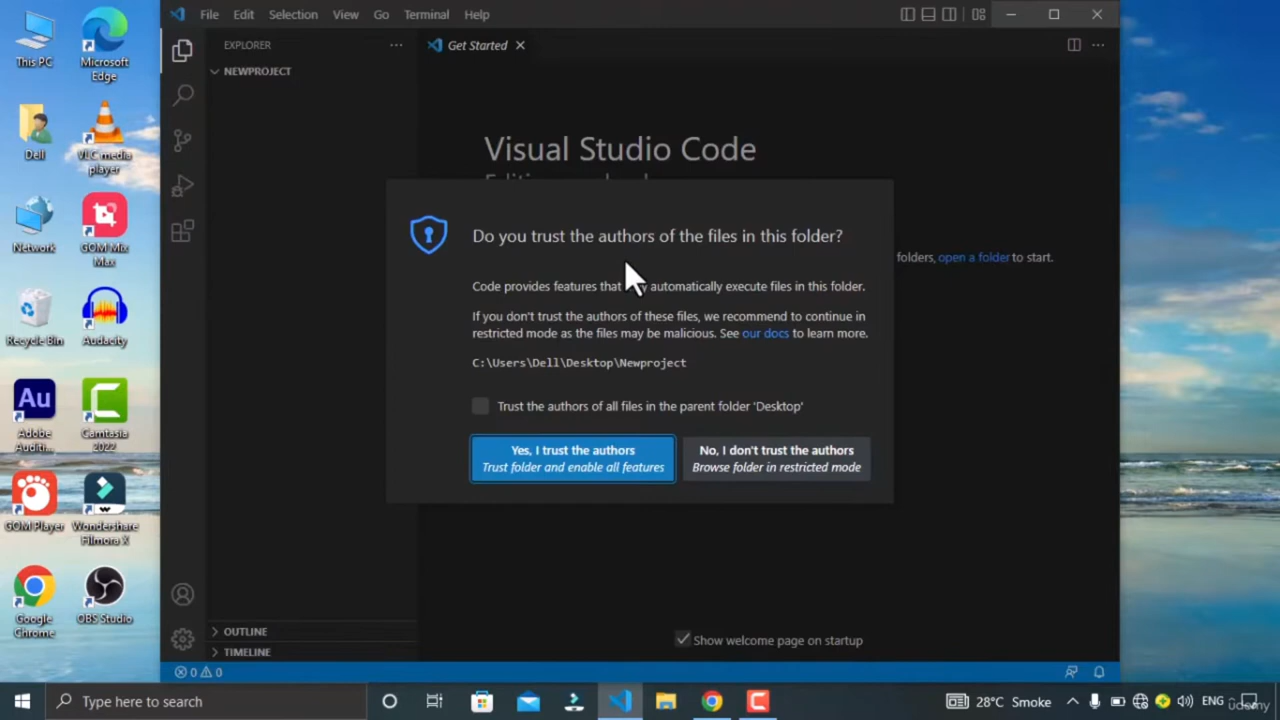 File Edit Selection View Go Terminal Help
EXPLORER
Get Started
NEWPROJECT
Visual Studio Code
Do you trust the authors of the files in this folder?
folders, open a folder to start.
Code provides features that automatically execute files in this folder.
If you don't trust the authors of these files, we recommend to continue in
restricted mode as the files may be malicious. See our docs to learn more.
C:\Users\Dell\Desktop\Newproject
Trust the authors of all files in the parent folder 'Desktop'
Yes, I trust the authors
Trust folder and enable all features
No, I don't trust the authors
Browse folder in restricted mode
Show welcome page on startup
OUTLINE
TIMELINE
0 0
This PC
Microsoft
Edge
Dell
VLC media
player
Network
GOM Mix
Max
Recycle Bin
Audacity
Au
Adobe
Auditi...
Camtasia
2022
GOM Player
Wondershare
Filmora X
Google
Chrome
OBS Studio
Type here to search
28°C Smoke
ENG
ûdemy